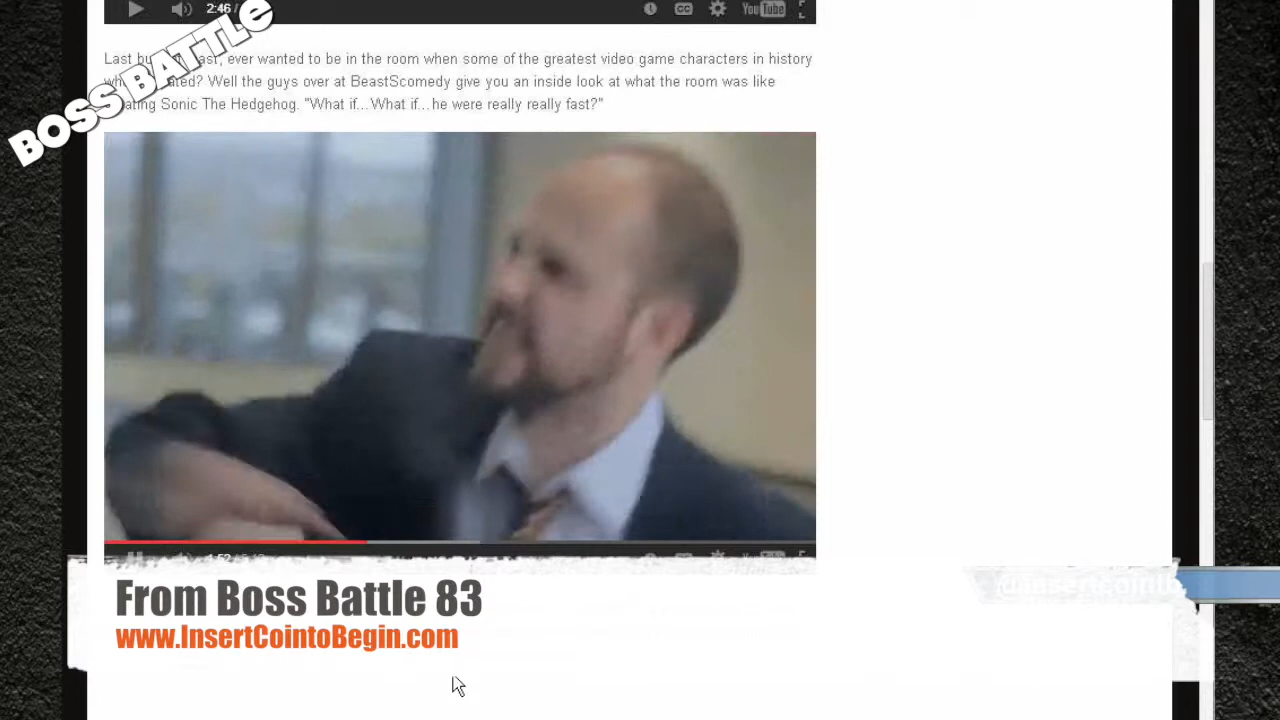 2:46
YouTube
BOSS BATTLE
Last ast, ever wanted to be in the room when some of the greatest video game characters in history
ated? Well the guys over at BeastScomedy give you an inside look at what the room was like
ating Sonic The Hedgehog. "What if...What if...he were really really fast?"
From Boss Battle 83
www.InsertCointoBegin.com